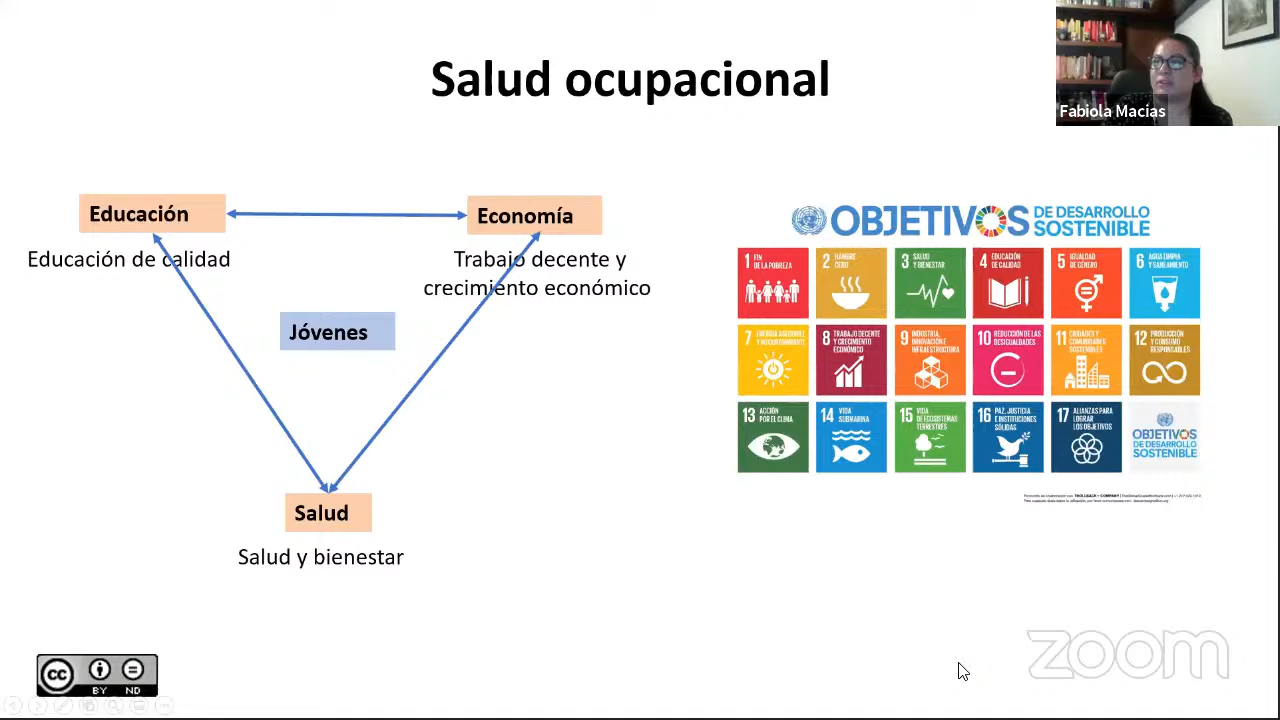 Salud ocupacional
Fabiola Macías
Educación
Economía
Educación de calidad
Trabajo decente y
crecimiento económico
Jóvenes
Salud
Salud y bienestar
OBJETIVOS
DE DESARROLLO
SOSTENIBLE
1 FIN
DE LA POBREZA
2 HAMBRE
CERO
3 SALUD
Y BIENESTAR
4 EDUCACIÓN
DE CALIDAD
5 IGUALDAD
DE GÉNERO
6 AGUA LIMPIA
Y SANEAMIENTO
7 ENERGÍA ASEQUIBLE
Y NO CONTAMINANTE
8 TRABAJO DECENTE
Y CRECIMIENTO
ECONÓMICO
9 INDUSTRIA,
INNOVACIÓN E
INFRAESTRUCTURA
10 REDUCCIÓN DE LAS
DESIGUALDADES
11 CIUDADES Y
COMUNIDADES
SOSTENIBLES
12 PRODUCCIÓN
Y CONSUMO
RESPONSABLES
13 ACCIÓN
POR EL CLIMA
14 VIDA
SUBMARINA
15 VIDA
DE ECOSISTEMAS
TERRESTRES
16 PAZ, JUSTICIA
E INSTITUCIONES
SÓLIDAS
17 ALIANZAS PARA
LOGRAR
LOS OBJETIVOS
OBJETIVOS
DE DESARROLLO
SOSTENIBLE
cc
BY ND
zoom